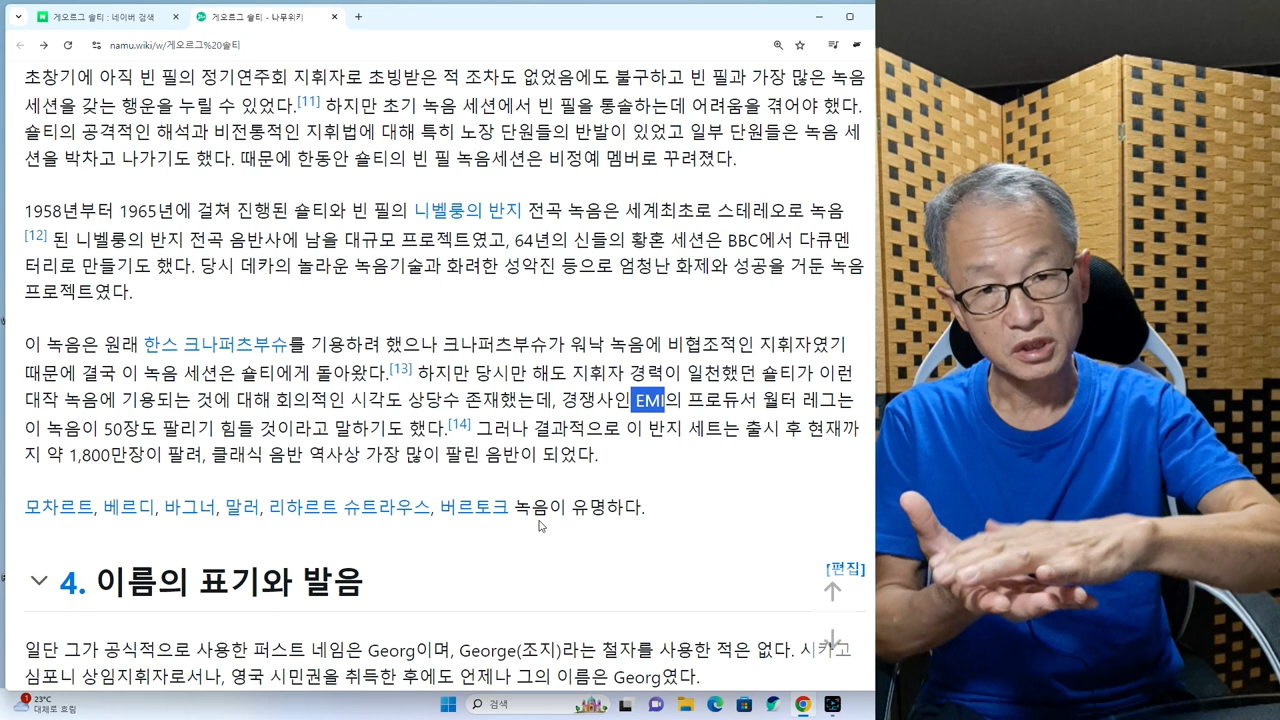 게오르그 솔티 : 네이버 검색
게오르그 솔티 - 나무위키
namu.wiki/w/게오르그%20솔티
초창기에 아직 빈 필의 정기연주회 지휘자로 초빙받은 적 조차도 없었음에도 불구하고 빈 필과 가장 많은 녹음
세션을 갖는 행운을 누릴 수 있었다.[11] 하지만 초기 녹음 세션에서 빈 필을 통솔하는데 어려움을 겪어야 했다.
솔티의 공격적인 해석과 비전통적인 지휘법에 대해 특히 노장 단원들의 반발이 있었고 일부 단원들은 녹음 세
션을 박차고 나가기도 했다. 때문에 한동안 솔티의 빈 필 녹음세션은 비정예 멤버로 꾸려졌다.
1958년부터 1965년에 걸쳐 진행된 숄티와 빈 필의 니벨룽의 반지 전곡 녹음은 세계최초로 스테레오로 녹음
[12] 된 니벨룽의 반지 전곡 음반사에 남을 대규모 프로젝트였고, 64년의 신들의 황혼 세션은 BBC에서 다큐멘
터리로 만들기도 했다. 당시 데카의 놀라운 녹음기술과 화려한 성악진 등으로 엄청난 화제와 성공을 거둔 녹음
프로젝트였다.
이 녹음은 원래 한스 크나퍼츠부슈를 기용하려 했으나 크나퍼츠부슈가 워낙 녹음에 비협조적인 지휘자였기
때문에 결국 이 녹음 세션은 숄티에게 돌아왔다.[13] 하지만 당시만 해도 지휘자 경력이 일천했던 숄티가 이런
대작 녹음에 기용되는 것에 대해 회의적인 시각도 상당수 존재했는데, 경쟁사인 EMI의 프로듀서 월터 레그는
이 녹음이 50장도 팔리기 힘들 것이라고 말하기도 했다.[14] 그러나 결과적으로 이 반지 세트는 출시 후 현재까
지 약 1,800만장이 팔려, 클래식 음반 역사상 가장 많이 팔린 음반이 되었다.
모차르트, 베르디, 바그너, 말러, 리하르트 슈트라우스, 버르토크 녹음이 유명하다.
4. 이름의 표기와 발음
[편집]
일단 그가 공식적으로 사용한 퍼스트 네임은 Georg이며, George(조지)라는 철자를 사용한 적은 없다. 시카고
심포니 상임지휘자로서나, 영국 시민권을 취득한 후에도 언제나 그의 이름은 Georg였다.
1
23°C
대체로 흐림
검색